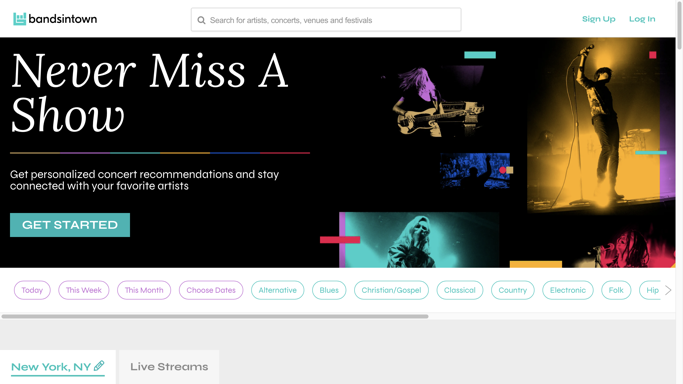 bandsintown
Search for artists, concerts, venues and festivals
Sign Up
Log In
Never Miss A
Show
Get personalized concert recommendations and stay
connected with your favorite artists
GET STARTED
Today
This Week
This Month
Choose Dates
Alternative
Blues
Christian/Gospel
Classical
Country
Electronic
Folk
Hip
New York, NY
Live Streams